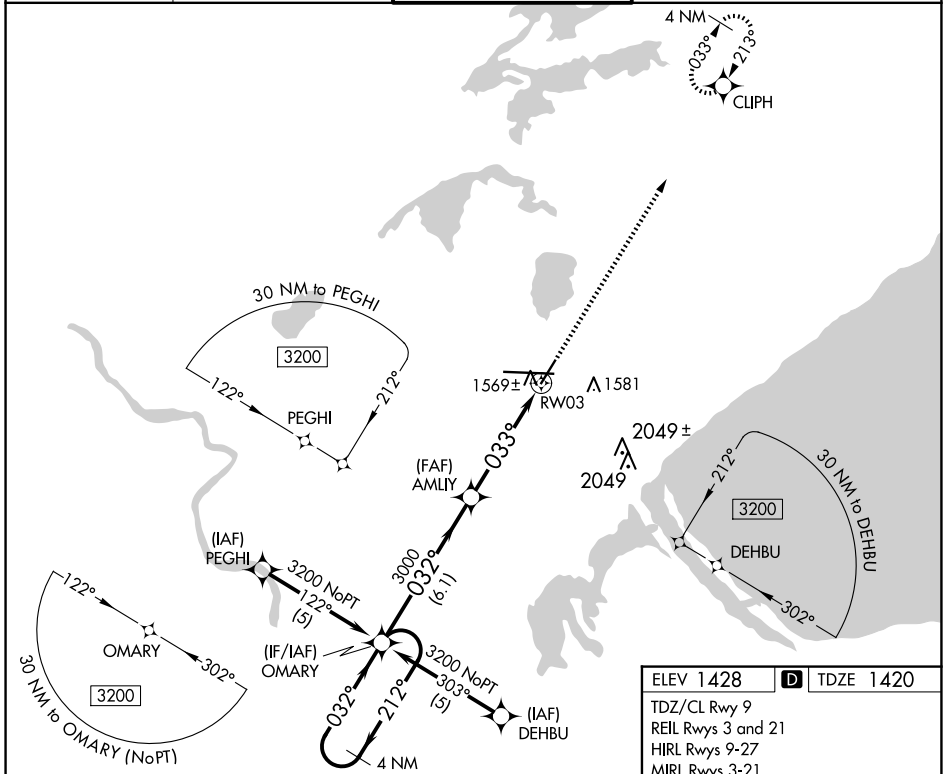 4 NM
033°
213°
CLIPH
30 NM to PEGHI
3200
122°
212°
PEGHI
1569±
RW03
1581
033°
2049±
2049
(FAF)
AMLIY
212°
30 NM to DEHBU
3200
DEHBU
302°
(IAF)
PEGHI
3200 NoPT
122°
(5)
3000
032°
(6.1)
122°
OMARY
302°
3200
30 NM to OMARY (NoPT)
(IF/IAF)
OMARY
3200 NoPT
303°
(5)
(IAF)
DEHBU
032°
212°
4 NM
ELEV 1428 D TDZE 1420
TDZ/CL Rwy 9
REIL Rwys 3 and 21
HIRL Rwys 9-27
MIRL Rwys 3-21